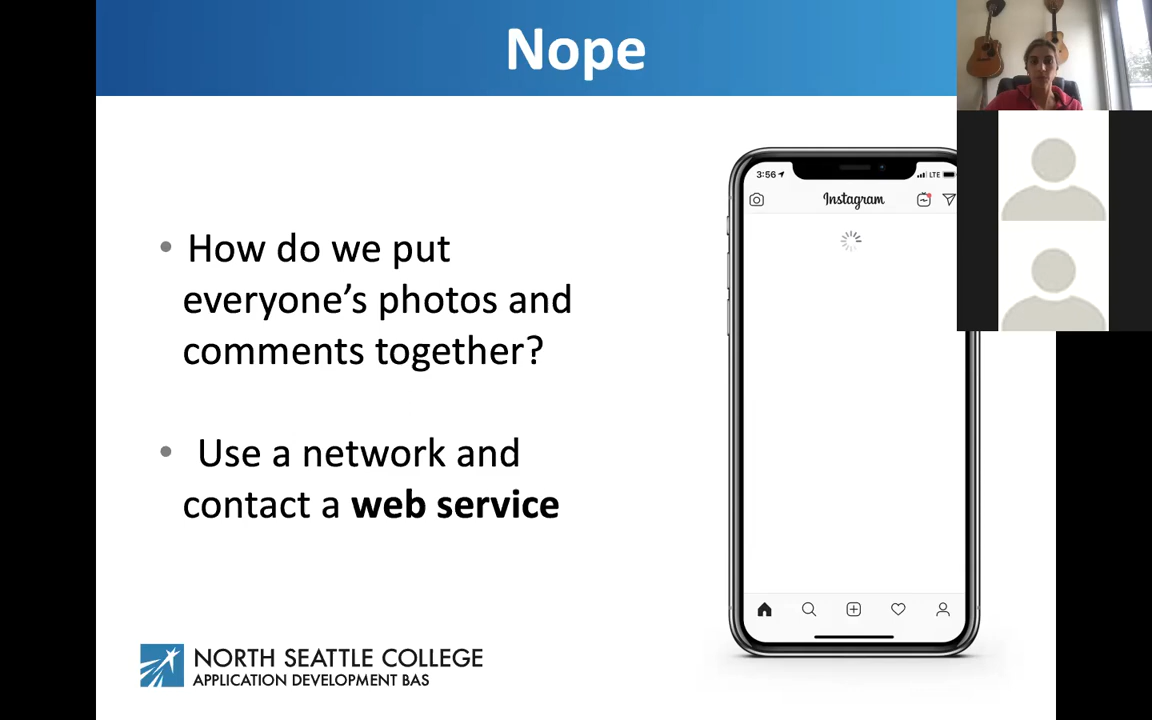 Nope
• How do we put
everyone’s photos and
comments together?
• Use a network and
contact a web service
3:56
LTE
Instagram
NORTH SEATTLE COLLEGE
APPLICATION DEVELOPMENT BAS